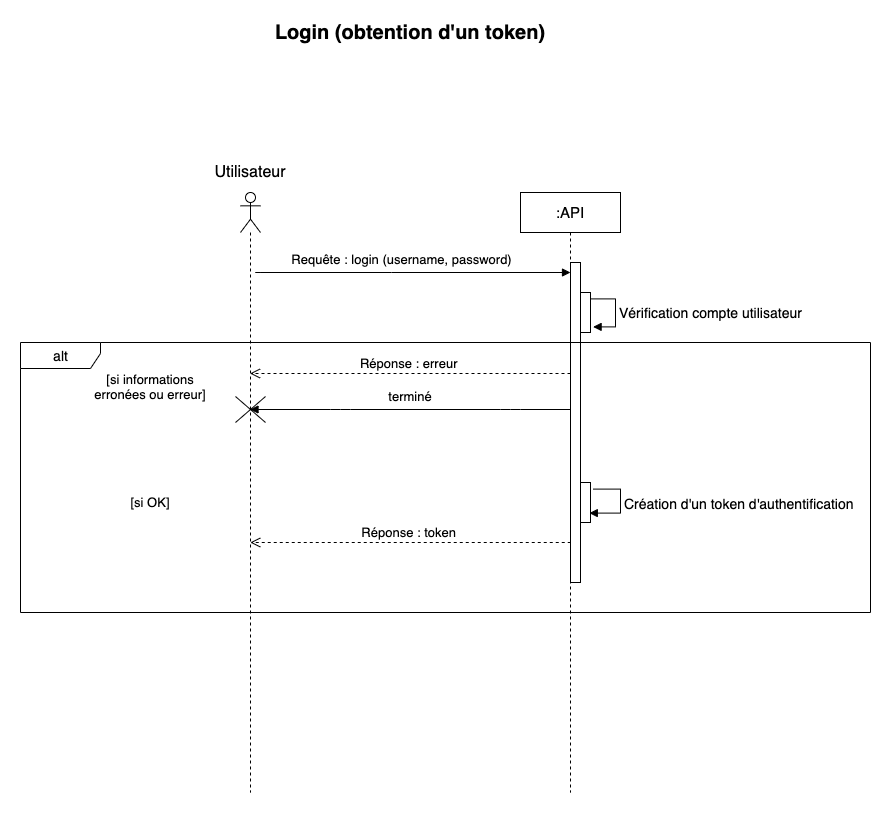 Login (obtention d'un token)
Utilisateur
:API
Requête : login (username, password)
Vérification compte utilisateur
alt
Réponse : erreur
[si informations
erronées ou erreur]
terminé
[si OK]
Création d'un token d'authentification
Réponse : token